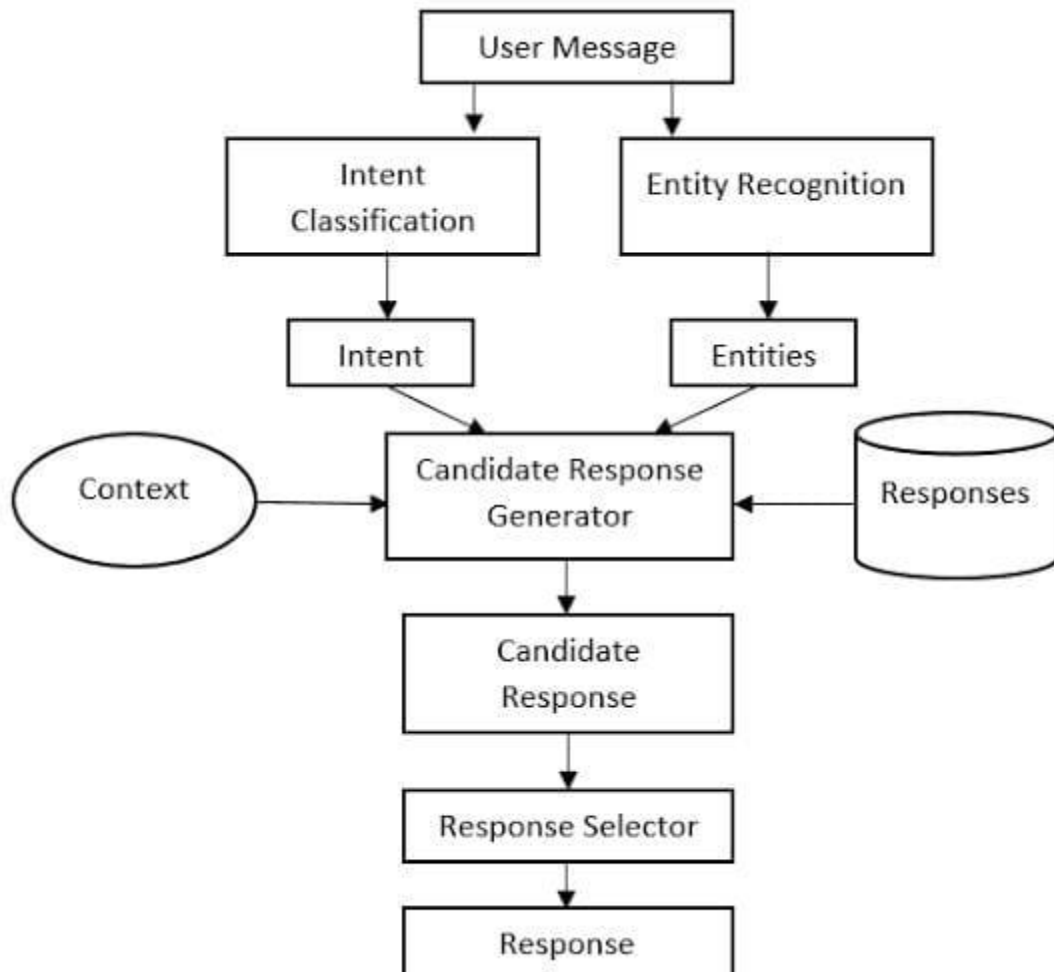 User Message
Intent
Classification
Entity Recognition
Intent
Entities
Context
Candidate Response
Generator
Responses
Candidate
Response
Response Selector
Response